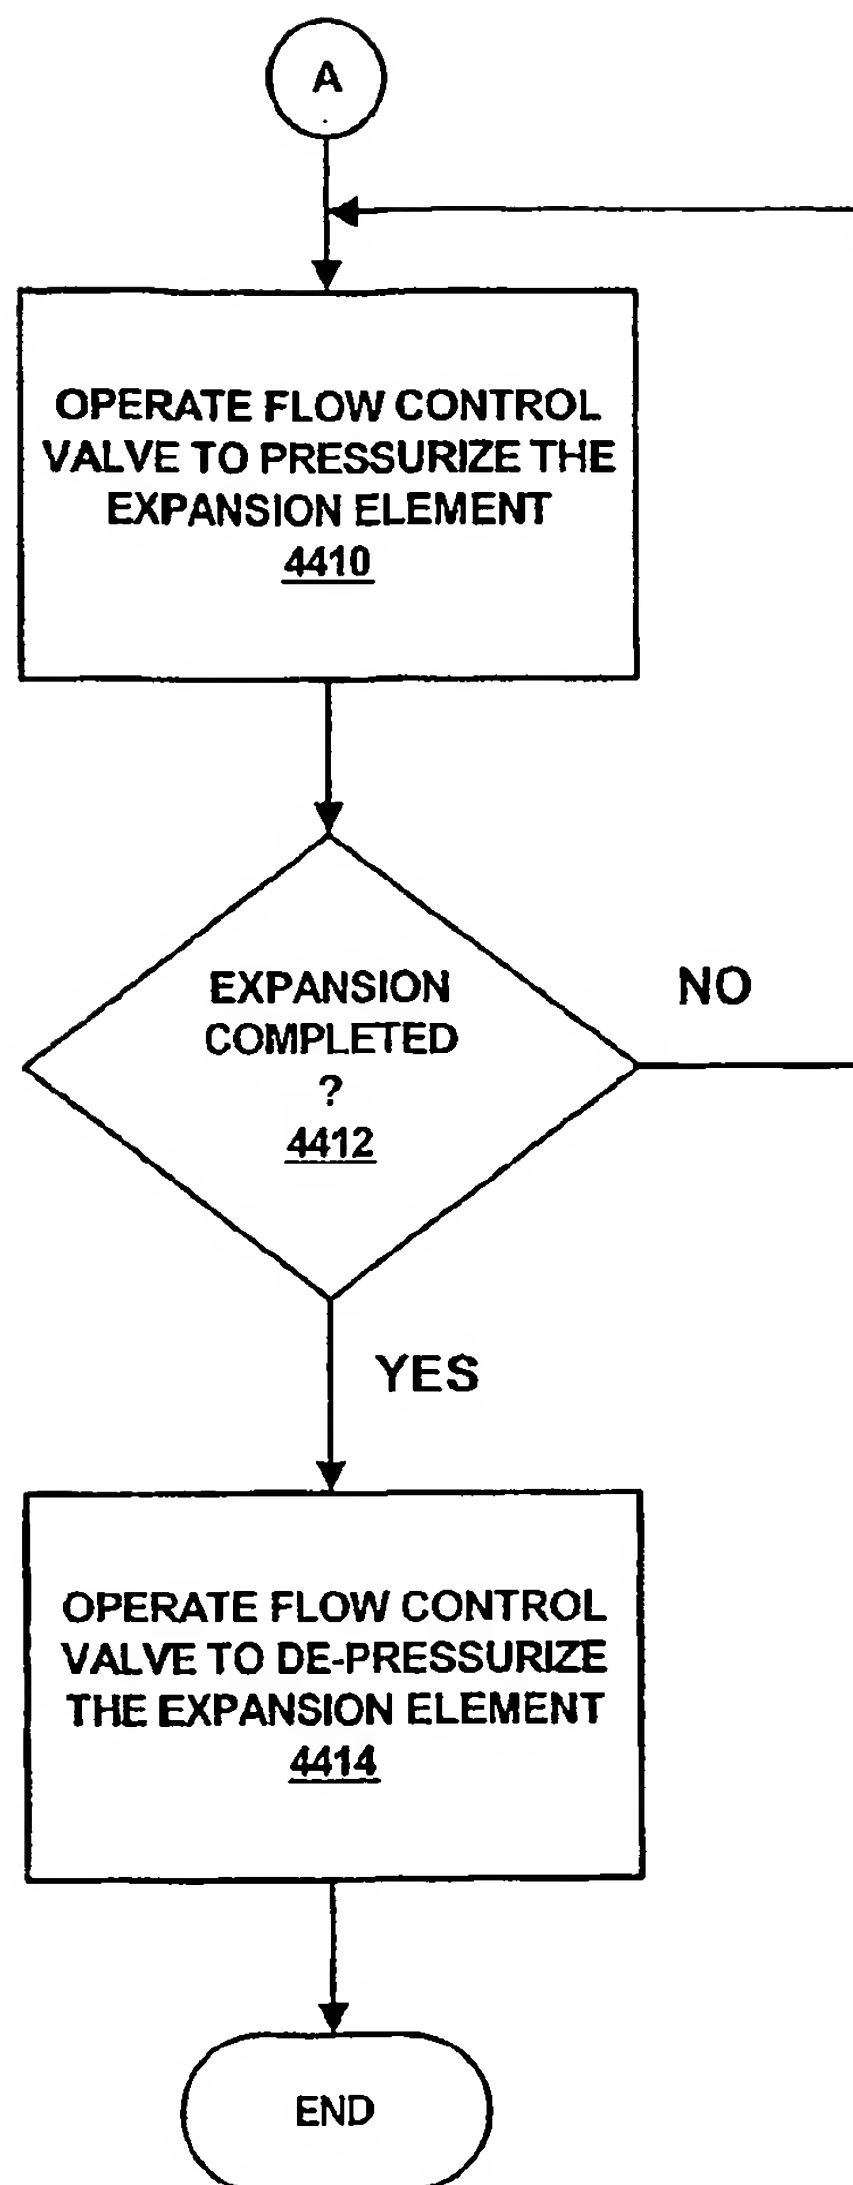 A
OPERATE FLOW CONTROL
VALVE TO PRESSURIZE THE
EXPANSION ELEMENT
4410
EXPANSION
COMPLETED
?
4412
NO
YES
OPERATE FLOW CONTROL
VALVE TO DE-PRESSURIZE
THE EXPANSION ELEMENT
4414
END